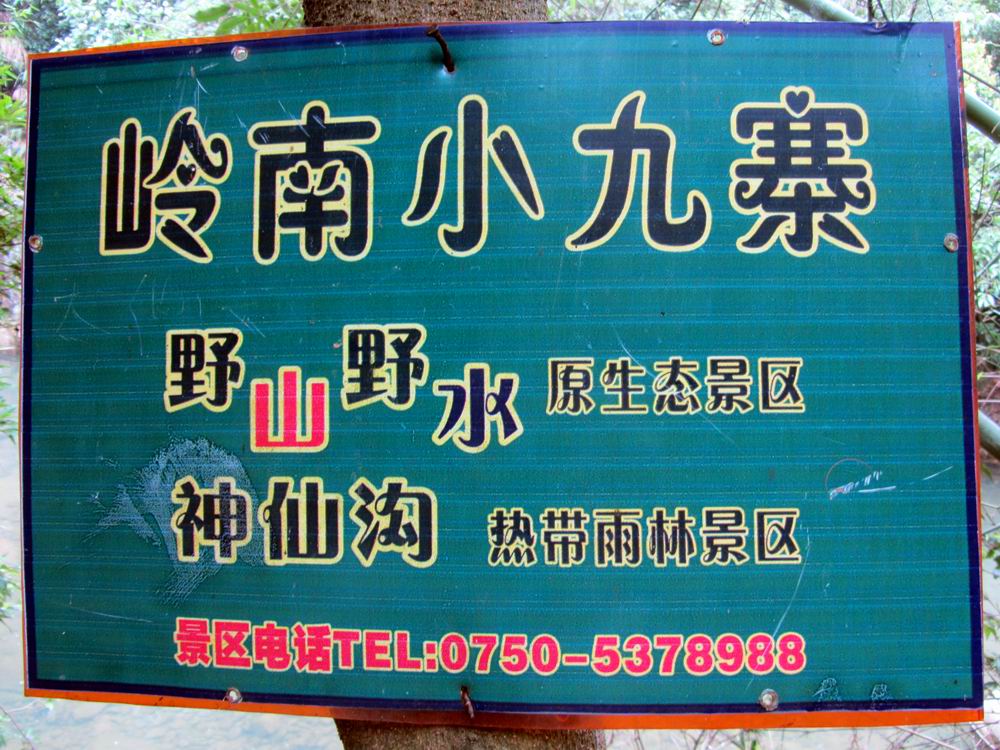 岭南小九寨
野山野水 原生态景区
神仙沟 热带雨林景区
景区电话TEL:0750-5378988